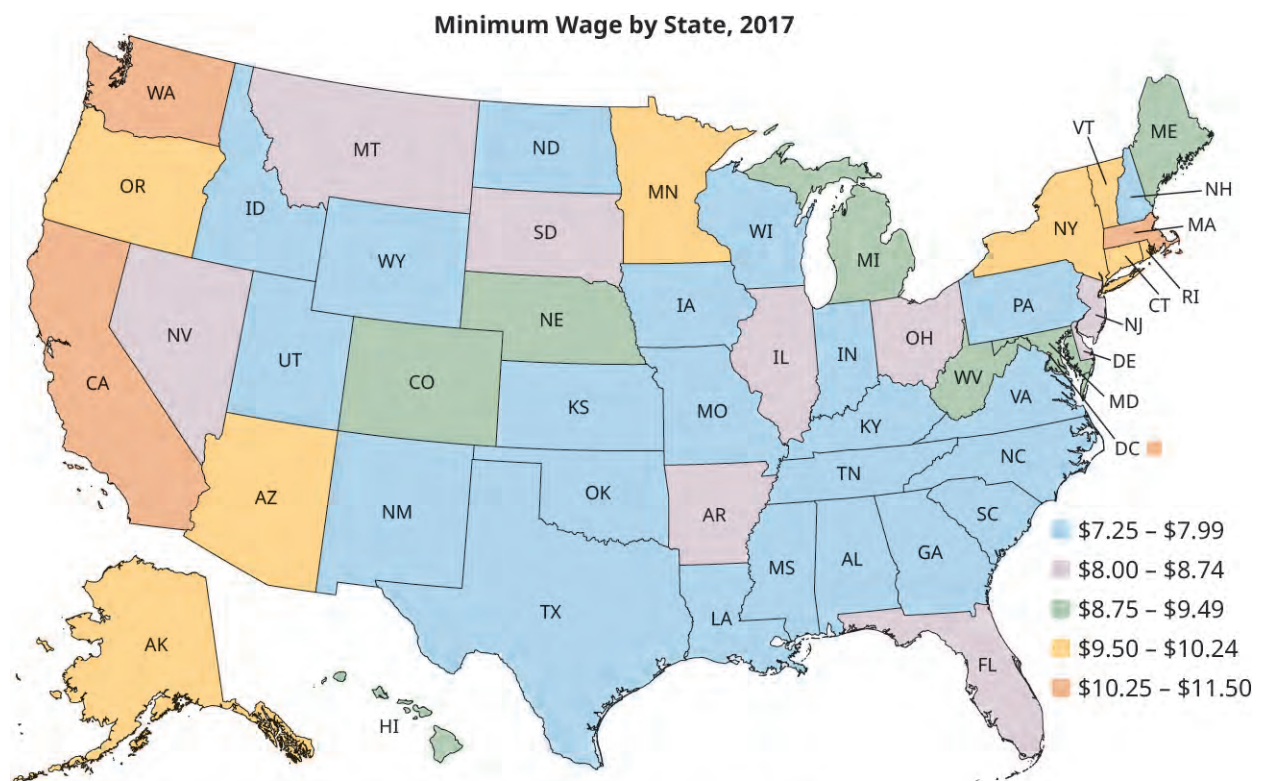 Minimum Wage by State, 2017
WA
MT
ND
MN
VT
ME
OR
ID
SD
WI
NH
NY
MA
WY
MI
CT
RI
IA
PA
NJ
NE
NV
UT
CO
IL
IN
OH
DE
WV
MD
CA
KS
MO
VA
KY
DC
NC
TN
AZ
NM
OK
AR
SC
$7.25 – $7.99
MS
AL
GA
$8.00 – $8.74
TX
LA
$8.75 – $9.49
AK
$9.50 – $10.24
FL
$10.25 – $11.50
HI